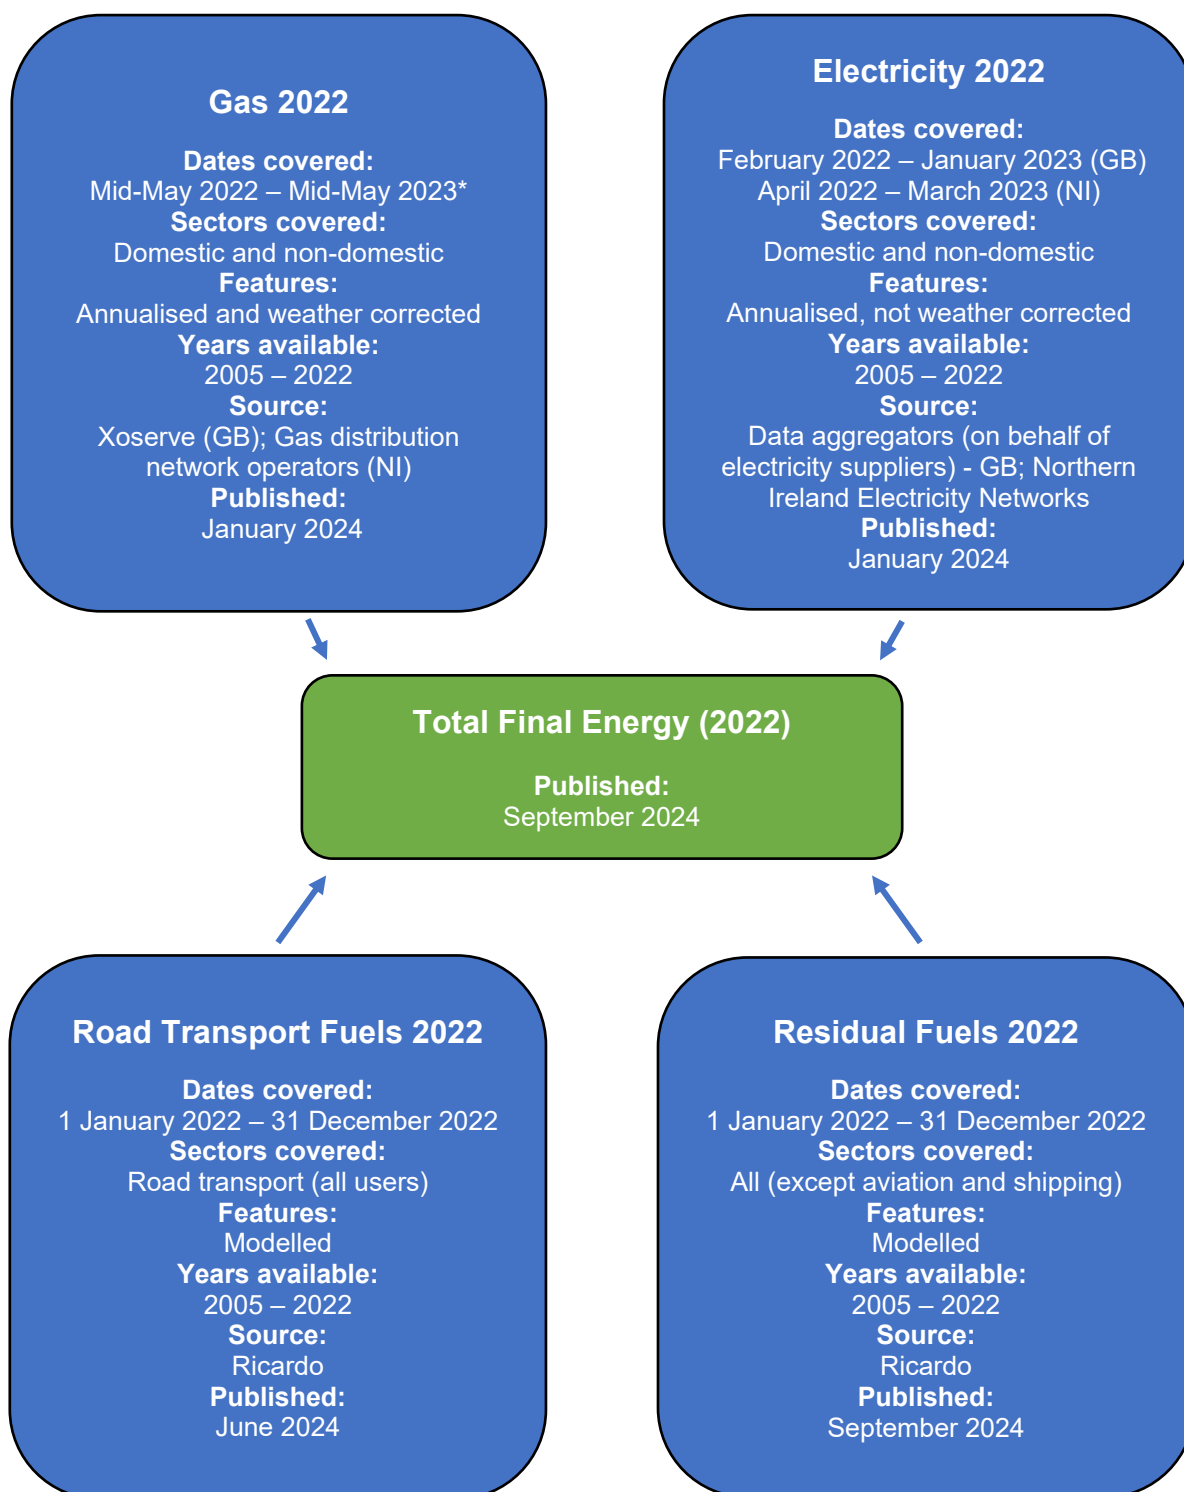 Gas 2022
Dates covered:
Mid-May 2022 – Mid-May 2023*
Sectors covered:
Domestic and non-domestic
Features:
Annualised and weather corrected
Years available:
2005 – 2022
Source:
Xoserve (GB); Gas distribution
network operators (NI)
Published:
January 2024
Electricity 2022
Dates covered:
February 2022 – January 2023 (GB)
April 2022 – March 2023 (NI)
Sectors covered:
Domestic and non-domestic
Features:
Annualised, not weather corrected
Years available:
2005 – 2022
Source:
Data aggregators (on behalf of
electricity suppliers) - GB; Northern
Ireland Electricity Networks
Published:
January 2024
Total Final Energy (2022)
Published:
September 2024
Road Transport Fuels 2022
Dates covered:
1 January 2022 – 31 December 2022
Sectors covered:
Road transport (all users)
Features:
Modelled
Years available:
2005 – 2022
Source:
Ricardo
Published:
June 2024
Residual Fuels 2022
Dates covered:
1 January 2022 – 31 December 2022
Sectors covered:
All (except aviation and shipping)
Features:
Modelled
Years available:
2005 – 2022
Source:
Ricardo
Published:
September 2024